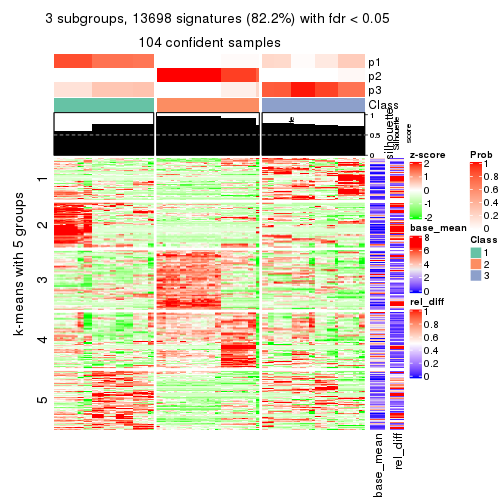 3 subgroups, 13698 signatures (82.2%) with fdr < 0.05
104 confident samples
p1
p2
p3
Class
1
0.5
0
silhouette
Silhouette
score
k-means with 5 groups
1
2
3
4
5
base_mean
rel_diff
z-score
2
1
0
-1
-2
base_mean
8
6
4
2
0
rel_diff
1
0.8
0.6
0.4
0.2
0
Prob
1
0.8
0.6
0.4
0.2
0
Class
1
2
3